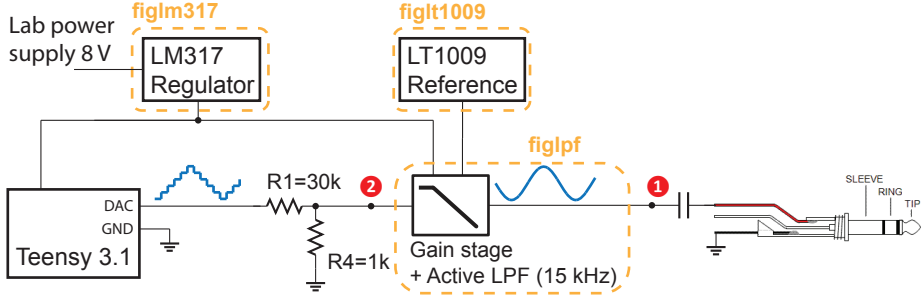 figlm317
figlt1009
Lab power
supply 8 V
LM317
Regulator
LT1009
Reference
figlpf
SLEEVE
RING
TIP
R1=30k
2
1
DAC
GND
Teensy 3.1
R4=1k
Gain stage
+ Active LPF (15 kHz)